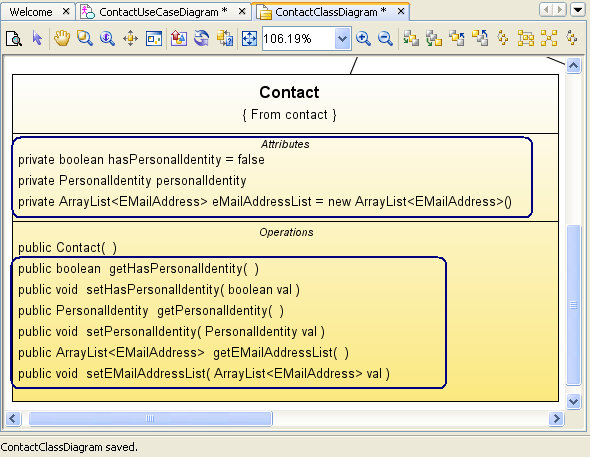 Welcome × ContactUseCaseDiagram * × ContactClassDiagram * ×
106.19%
Contact
{ From contact }
Attributes
private boolean hasPersonalIdentity = false
private PersonalIdentity personalIdentity
private ArrayList<EMailAddress> eMailAddressList = new ArrayList<EMailAddress>()
Operations
public Contact( )
public boolean getHasPersonalIdentity( )
public void setHasPersonalIdentity( boolean val )
public PersonalIdentity getPersonalIdentity( )
public void setPersonalIdentity( PersonalIdentity val )
public ArrayList<EMailAddress> getEMailAddressList( )
public void setEMailAddressList( ArrayList<EMailAddress> val )
ContactClassDiagram saved.